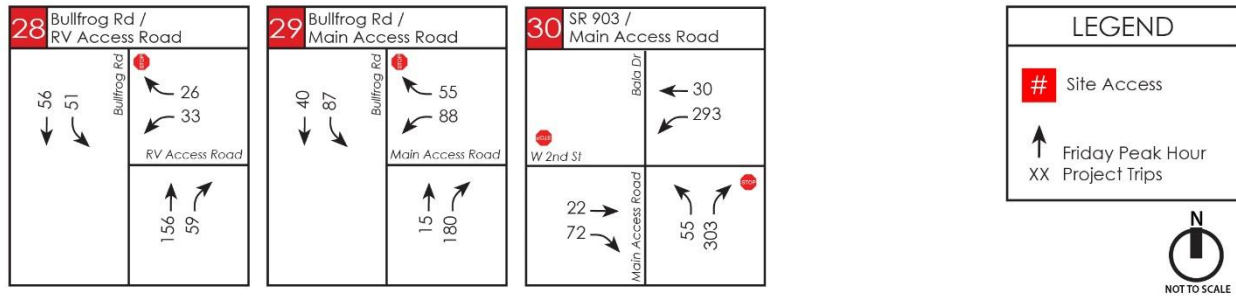 28
Bullfrog Rd /
RV Access Road
56
51
Bullfrog Rd
STOP
26
33
RV Access Road
156
59
29
Bullfrog Rd /
Main Access Road
40
87
Bullfrog Rd
STOP
55
88
Main Access Road
15
180
30
SR 903 /
Main Access Road
Bala Dr
30
293
STOP
W 2nd St
22
72
Main Access Road
55
303
STOP
LEGEND
# Site Access
Friday Peak Hour
XX Project Trips
N
NOT TO SCALE